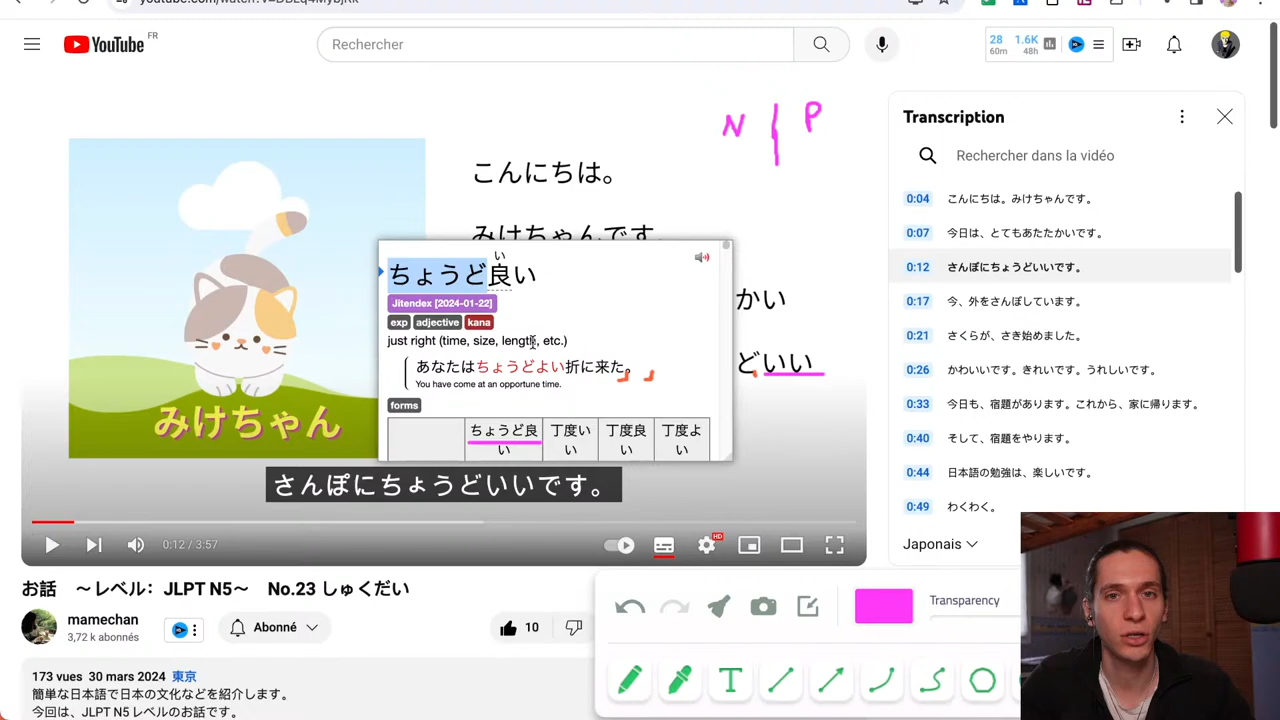 YouTube FR
Rechercher
28
60m
1.6K
48h
N | P
こんにちは。
みけちゃんです。
かい
どいい
みけちゃん
い
ちょうど良い
Jitendex [2024-01-22]
exp adjective kana
just right (time, size, length, etc.)
あなたはちょうどよい折に来た。
You have come at an opportune time.
forms
ちょうど良い 丁度いい 丁度良い 丁度よい
さんぽにちょうどいいです。
0:12 / 3:57
HD
Transcription
Rechercher dans la vidéo
0:04 こんにちは。みけちゃんです。
0:07 今日は、とてもあたたかいです。
0:12 さんぽにちょうどいいです。
0:17 今、外をさんぽしています。
0:21 さくらが、さき始めました。
0:26 かわいいです。きれいです。うれしいです。
0:33 今日も、宿題があります。これから、家に帰ります。
0:40 そして、宿題をやります。
0:44 日本語の勉強は、楽しいです。
0:49 わくわく。
Japonais
お話 ～レベル：JLPT N5～ No.23 しゅくだい
mamechan
3,72 k abonnés
Abonné
10
173 vues 30 mars 2024 東京
簡単な日本語で日本の文化などを紹介します。
今回は、JLPT N5レベルのお話です。
Transparency
T